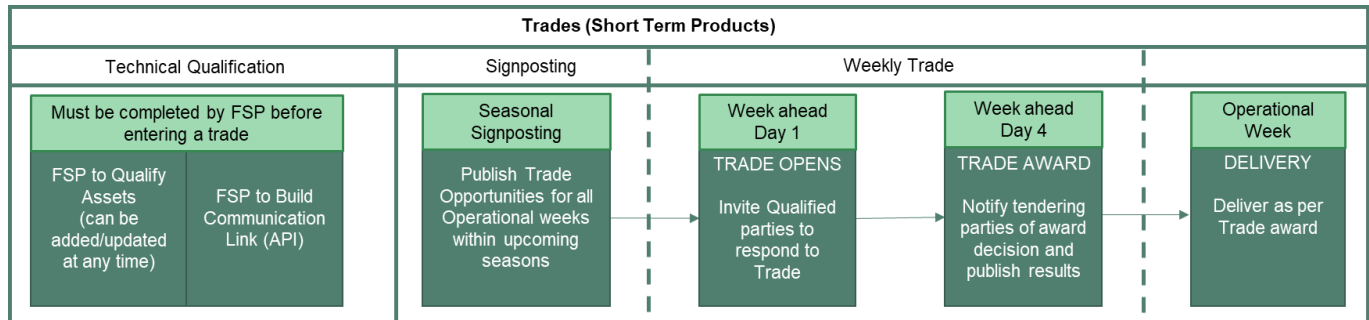 Trades (Short Term Products)
Technical Qualification
Signposting
Weekly Trade
Must be completed by FSP before
entering a trade
FSP to Qualify
Assets
(can be
added/updated
at any time)
FSP to Build
Communication
Link (API)
Seasonal
Signposting
Publish Trade
Opportunities for all
Operational weeks
within upcoming
seasons
Week ahead
Day 1
TRADE OPENS
Invite Qualified
parties to
respond to
Trade
Week ahead
Day 4
TRADE AWARD
Notify tendering
parties of award
decision and
publish results
Operational
Week
DELIVERY
Deliver as per
Trade award